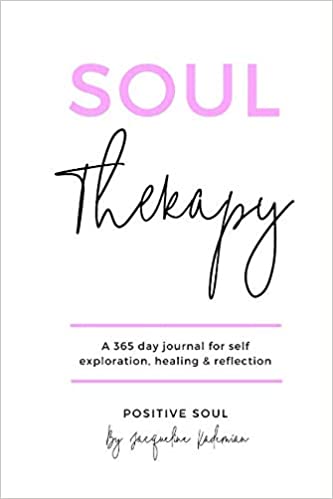 SOUL
Therapy
A 365 day journal for self
exploration, healing & reflection
POSITIVE SOUL
By Jacqueline Kademian